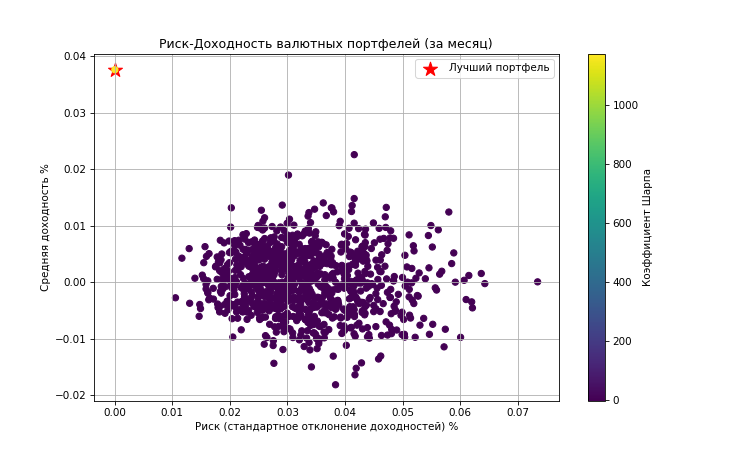 Риск-Доходность валютных портфелей (за месяц)
Лучший портфель
Средняя доходность %
0.04
0.03
0.02
0.01
0.00
−0.01
−0.02
0.00 0.01 0.02 0.03 0.04 0.05 0.06 0.07
Риск (стандартное отклонение доходностей) %
1000
800
600
400
200
0
Коэффициент Шарпа